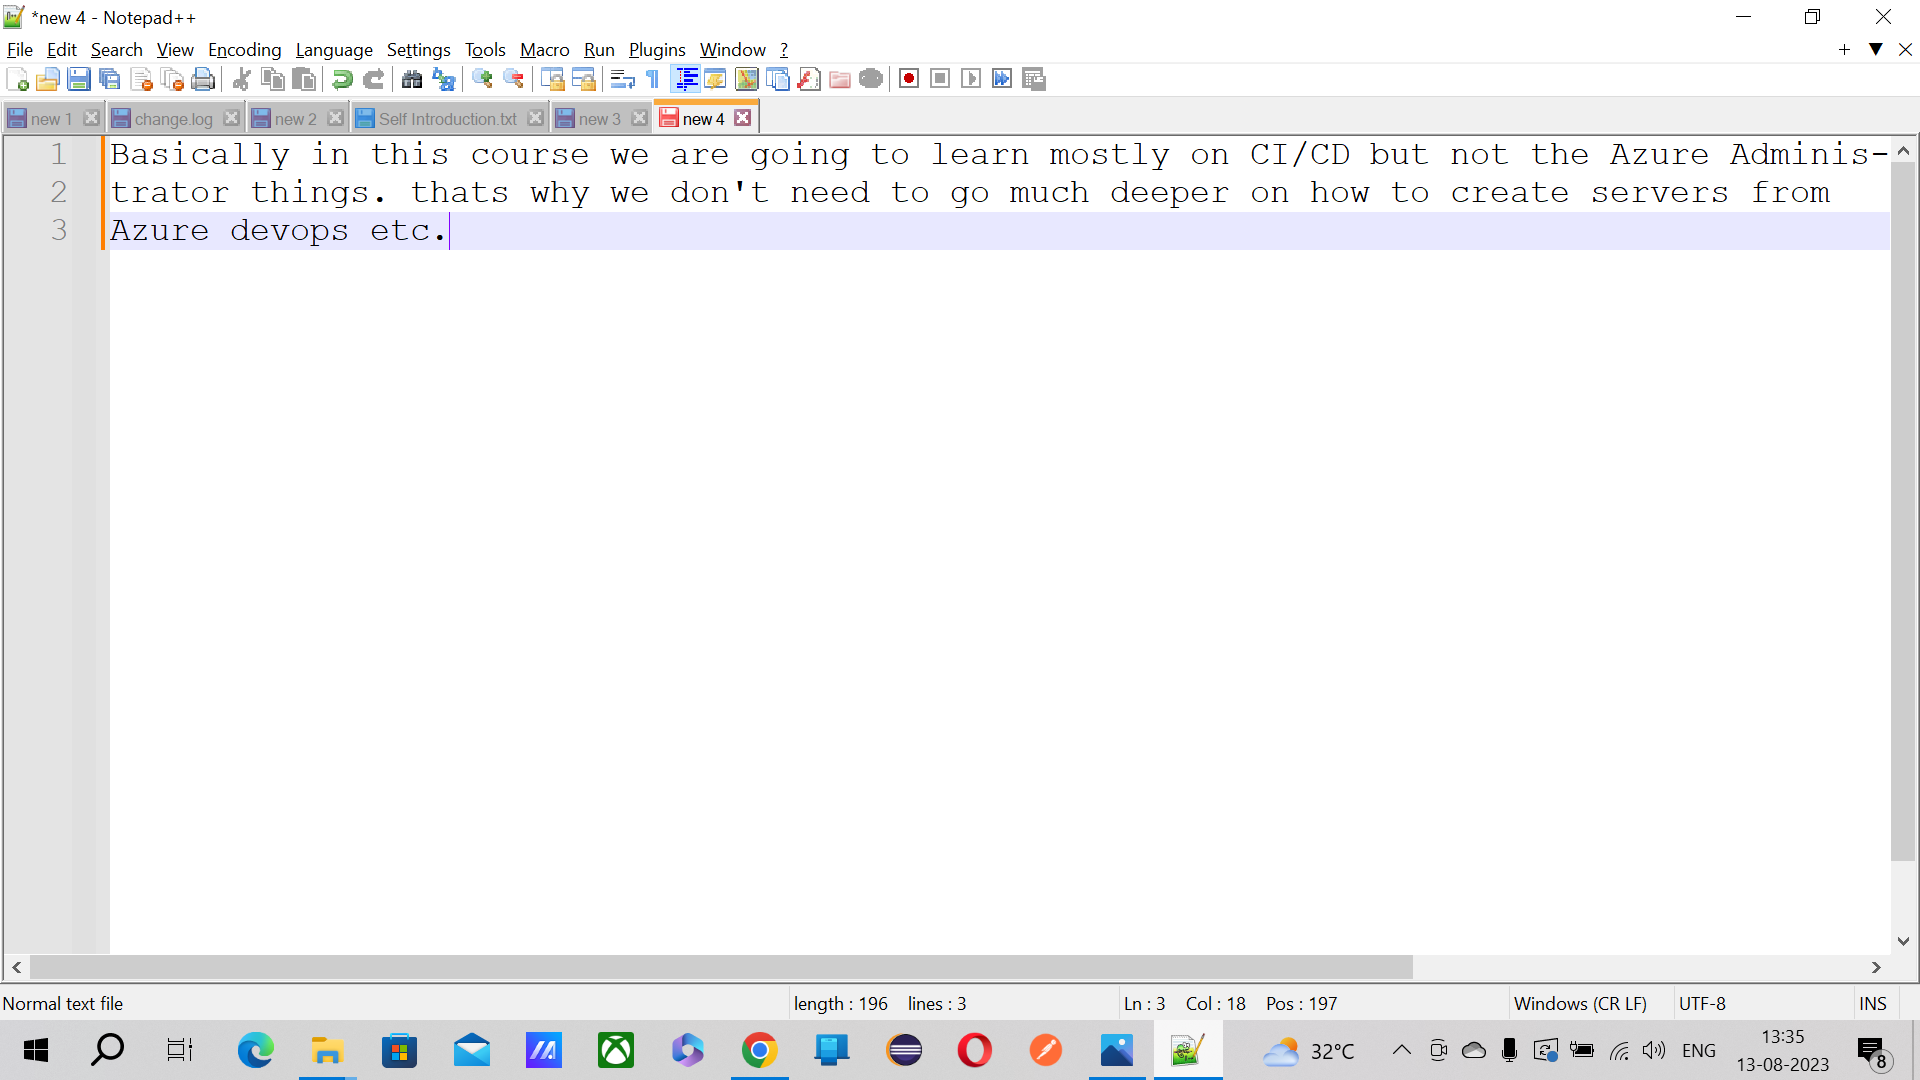 *new 4 - Notepad++
File Edit Search View Encoding Language Settings Tools Macro Run Plugins Window ?
new 1 change.log new 2 Self Introduction.txt new 3 new 4
1 Basically in this course we are going to learn mostly on CI/CD but not the Azure Adminis-
2 trator things. thats why we don't need to go much deeper on how to create servers from
3 Azure devops etc.
Normal text file length : 196 lines : 3 Ln : 3 Col : 18 Pos : 197 Windows (CR LF) UTF-8 INS
32°C ENG 13:35
13-08-2023 8